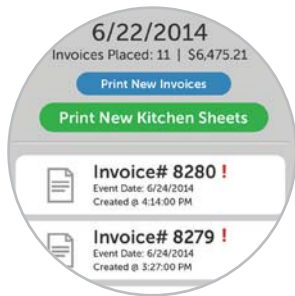 6/22/2014
Invoices Placed: 11 | $6,475.21
Print New Invoices
Print New Kitchen Sheets
Invoice# 8280 !
Event Date: 6/24/2014
Created @ 4:14:00 PM
Invoice# 8279 !
Event Date: 6/24/2014
Created @ 3:27:00 PM